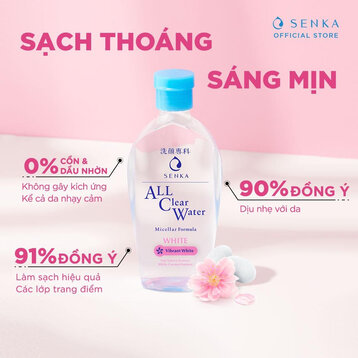 SENKA
OFFICIAL STORE
SẠCH THOÁNG
SÁNG MỊN
0% CỒN &
DẦU NHỜN
Không gây kích ứng
Kể cả da nhạy cảm
90% ĐỒNG Ý
Dịu nhẹ với da
91% ĐỒNG Ý
Làm sạch hiệu quả
Các lớp trang điểm
洗顔専科
SENKA
ALL
Clear
Water
Micellar Formula
WHITE
Vibrant White